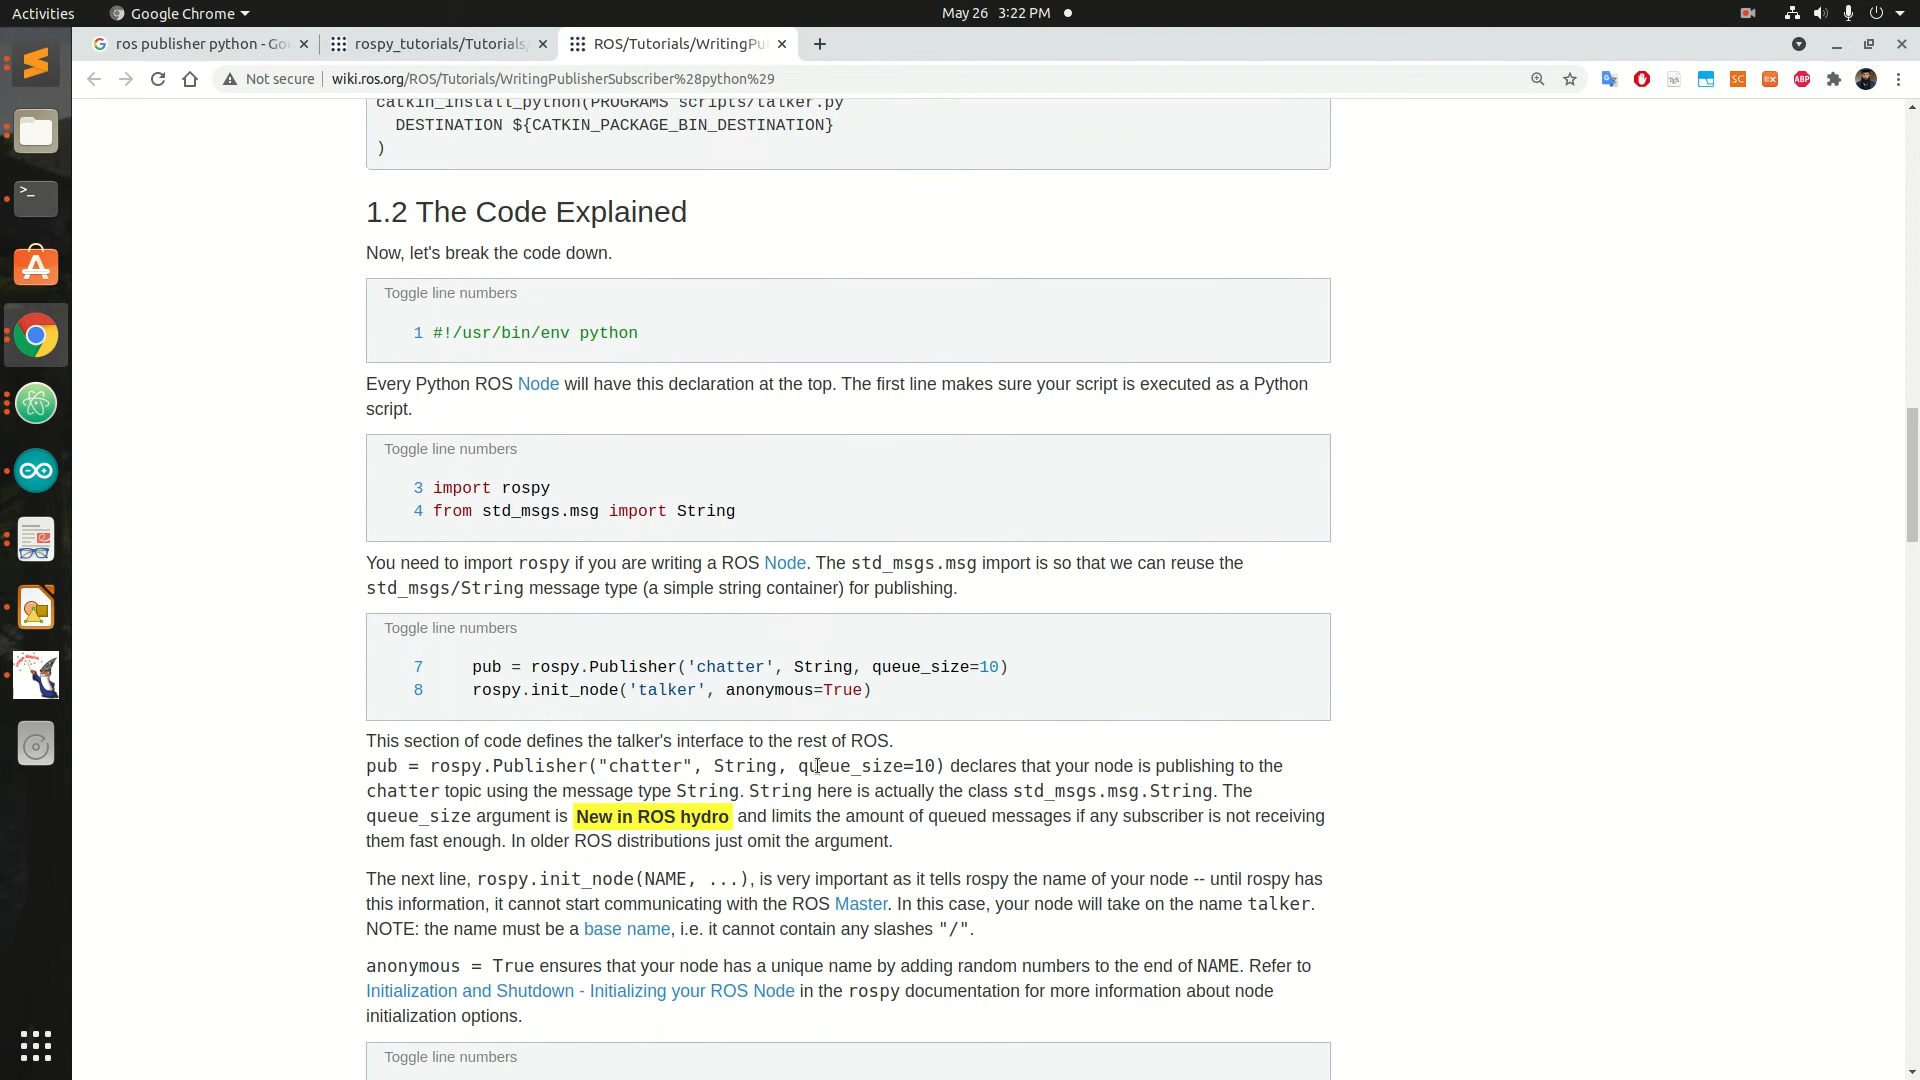 Activities
Google Chrome
May 26 3:22 PM
ros publisher python - Go
rospy_tutorials/Tutorials
ROS/Tutorials/WritingPu
Not secure
wiki.ros.org/ROS/Tutorials/WritingPublisherSubscriber%28python%29
ABP
SC
catkin_install_python(PROGRAMS scripts/talker.py
DESTINATION ${CATKIN_PACKAGE_BIN_DESTINATION}
)
1.2 The Code Explained
Now, let's break the code down.
Toggle line numbers
1 #!/usr/bin/env python
Every Python ROS Node will have this declaration at the top. The first line makes sure your script is executed as a Python
script.
Toggle line numbers
3 import rospy
4 from std_msgs.msg import String
You need to import rospy if you are writing a ROS Node. The std_msgs.msg import is so that we can reuse the
std_msgs/String message type (a simple string container) for publishing.
Toggle line numbers
7 pub = rospy.Publisher('chatter', String, queue_size=10)
8 rospy.init_node('talker', anonymous=True)
This section of code defines the talker's interface to the rest of ROS.
pub = rospy.Publisher("chatter", String, queue_size=10) declares that your node is publishing to the
chatter topic using the message type String. String here is actually the class std_msgs.msg.String. The
queue_size argument is New in ROS hydro and limits the amount of queued messages if any subscriber is not receiving
them fast enough. In older ROS distributions just omit the argument.
The next line, rospy.init_node(NAME, ...), is very important as it tells rospy the name of your node -- until rospy has
this information, it cannot start communicating with the ROS Master. In this case, your node will take on the name talker.
NOTE: the name must be a base name, i.e. it cannot contain any slashes "/".
anonymous = True ensures that your node has a unique name by adding random numbers to the end of NAME. Refer to
Initialization and Shutdown - Initializing your ROS Node in the rospy documentation for more information about node
initialization options.
Toggle line numbers